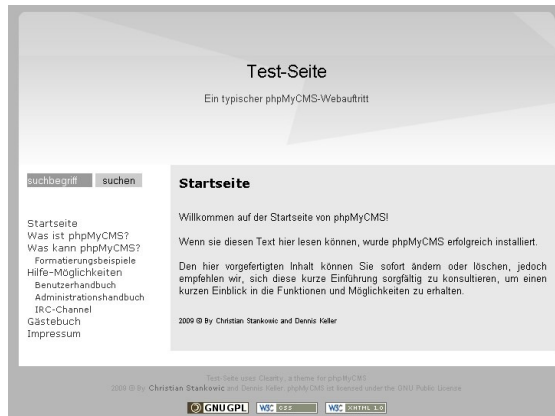 Test-Seite
Ein typischer phpMyCMS-Webauftritt
suchbegriff suchen
Startseite
Was ist phpMyCMS?
Was kann phpMyCMS?
Formatierungsbeispiele
Hilfe-Möglichkeiten
Benutzerhandbuch
Administrationshandbuch
IRC-Channel
Gästebuch
Impressum
Startseite
Willkommen auf der Startseite von phpMyCMS!
Wenn sie diesen Text hier lesen können, wurde phpMyCMS erfolgreich installiert.
Den hier vorgefertigten Inhalt können Sie sofort ändern oder löschen, jedoch
empfehlen wir, sich diese kurze Einführung sorgfältig zu konsultieren, um einen
kurzen Einblick in die Funktionen und Möglichkeiten zu erhalten.
2009 © By Christian Stankowic and Dennis Keller
Test-Seite uses Cleanty, a theme for phpMyCMS
2009 © By Christian Stankowic and Dennis Keller. phpMyCMS ist licensed under the GNU Public License
GNU GPL W3C CSS W3C XHTML 1.0